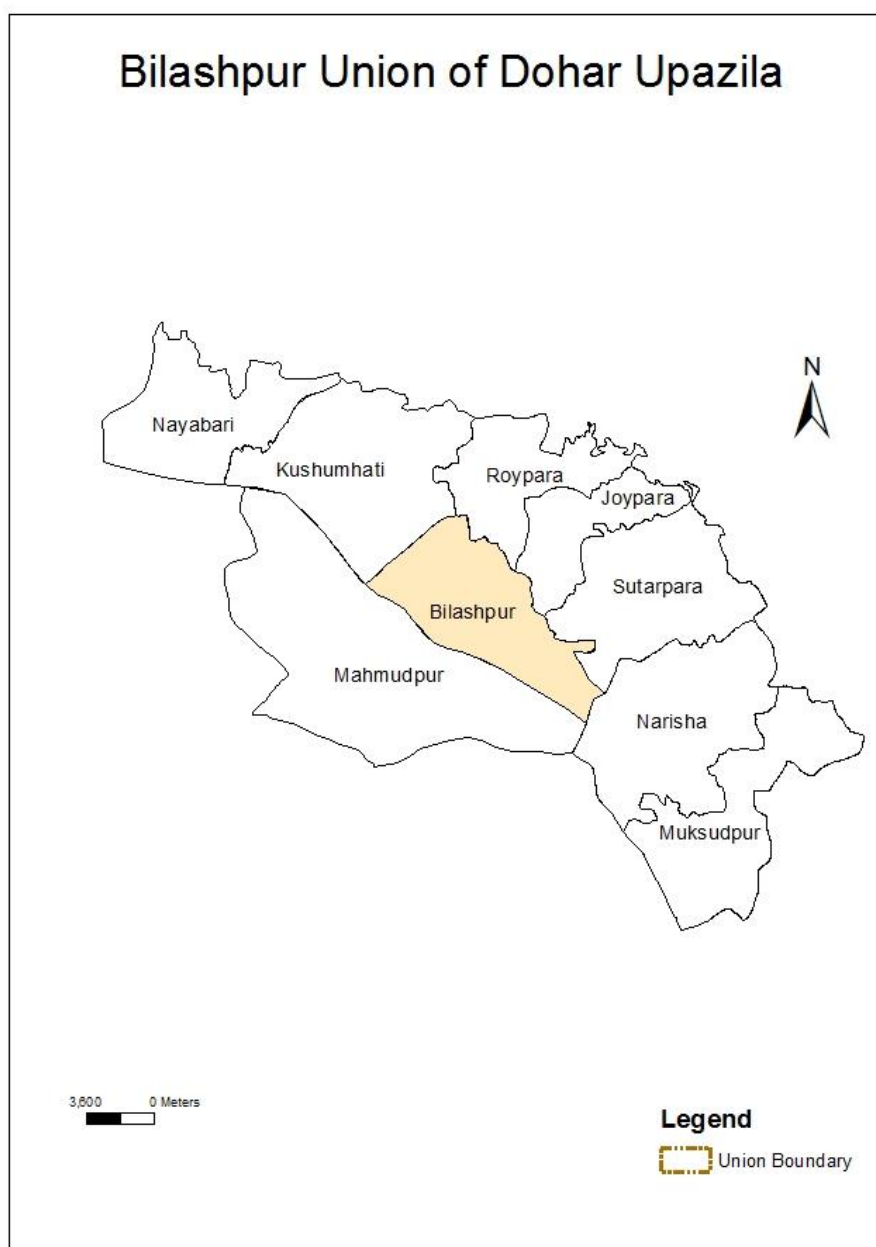 Bilashpur Union of Dohar Upazila
N
Nayabari
Kushumhati
Roypara
Joypara
Sutarpara
Bilashpur
Mahmudpur
Narisha
Muksudpur
3,600 0 Meters
Legend
Union Boundary